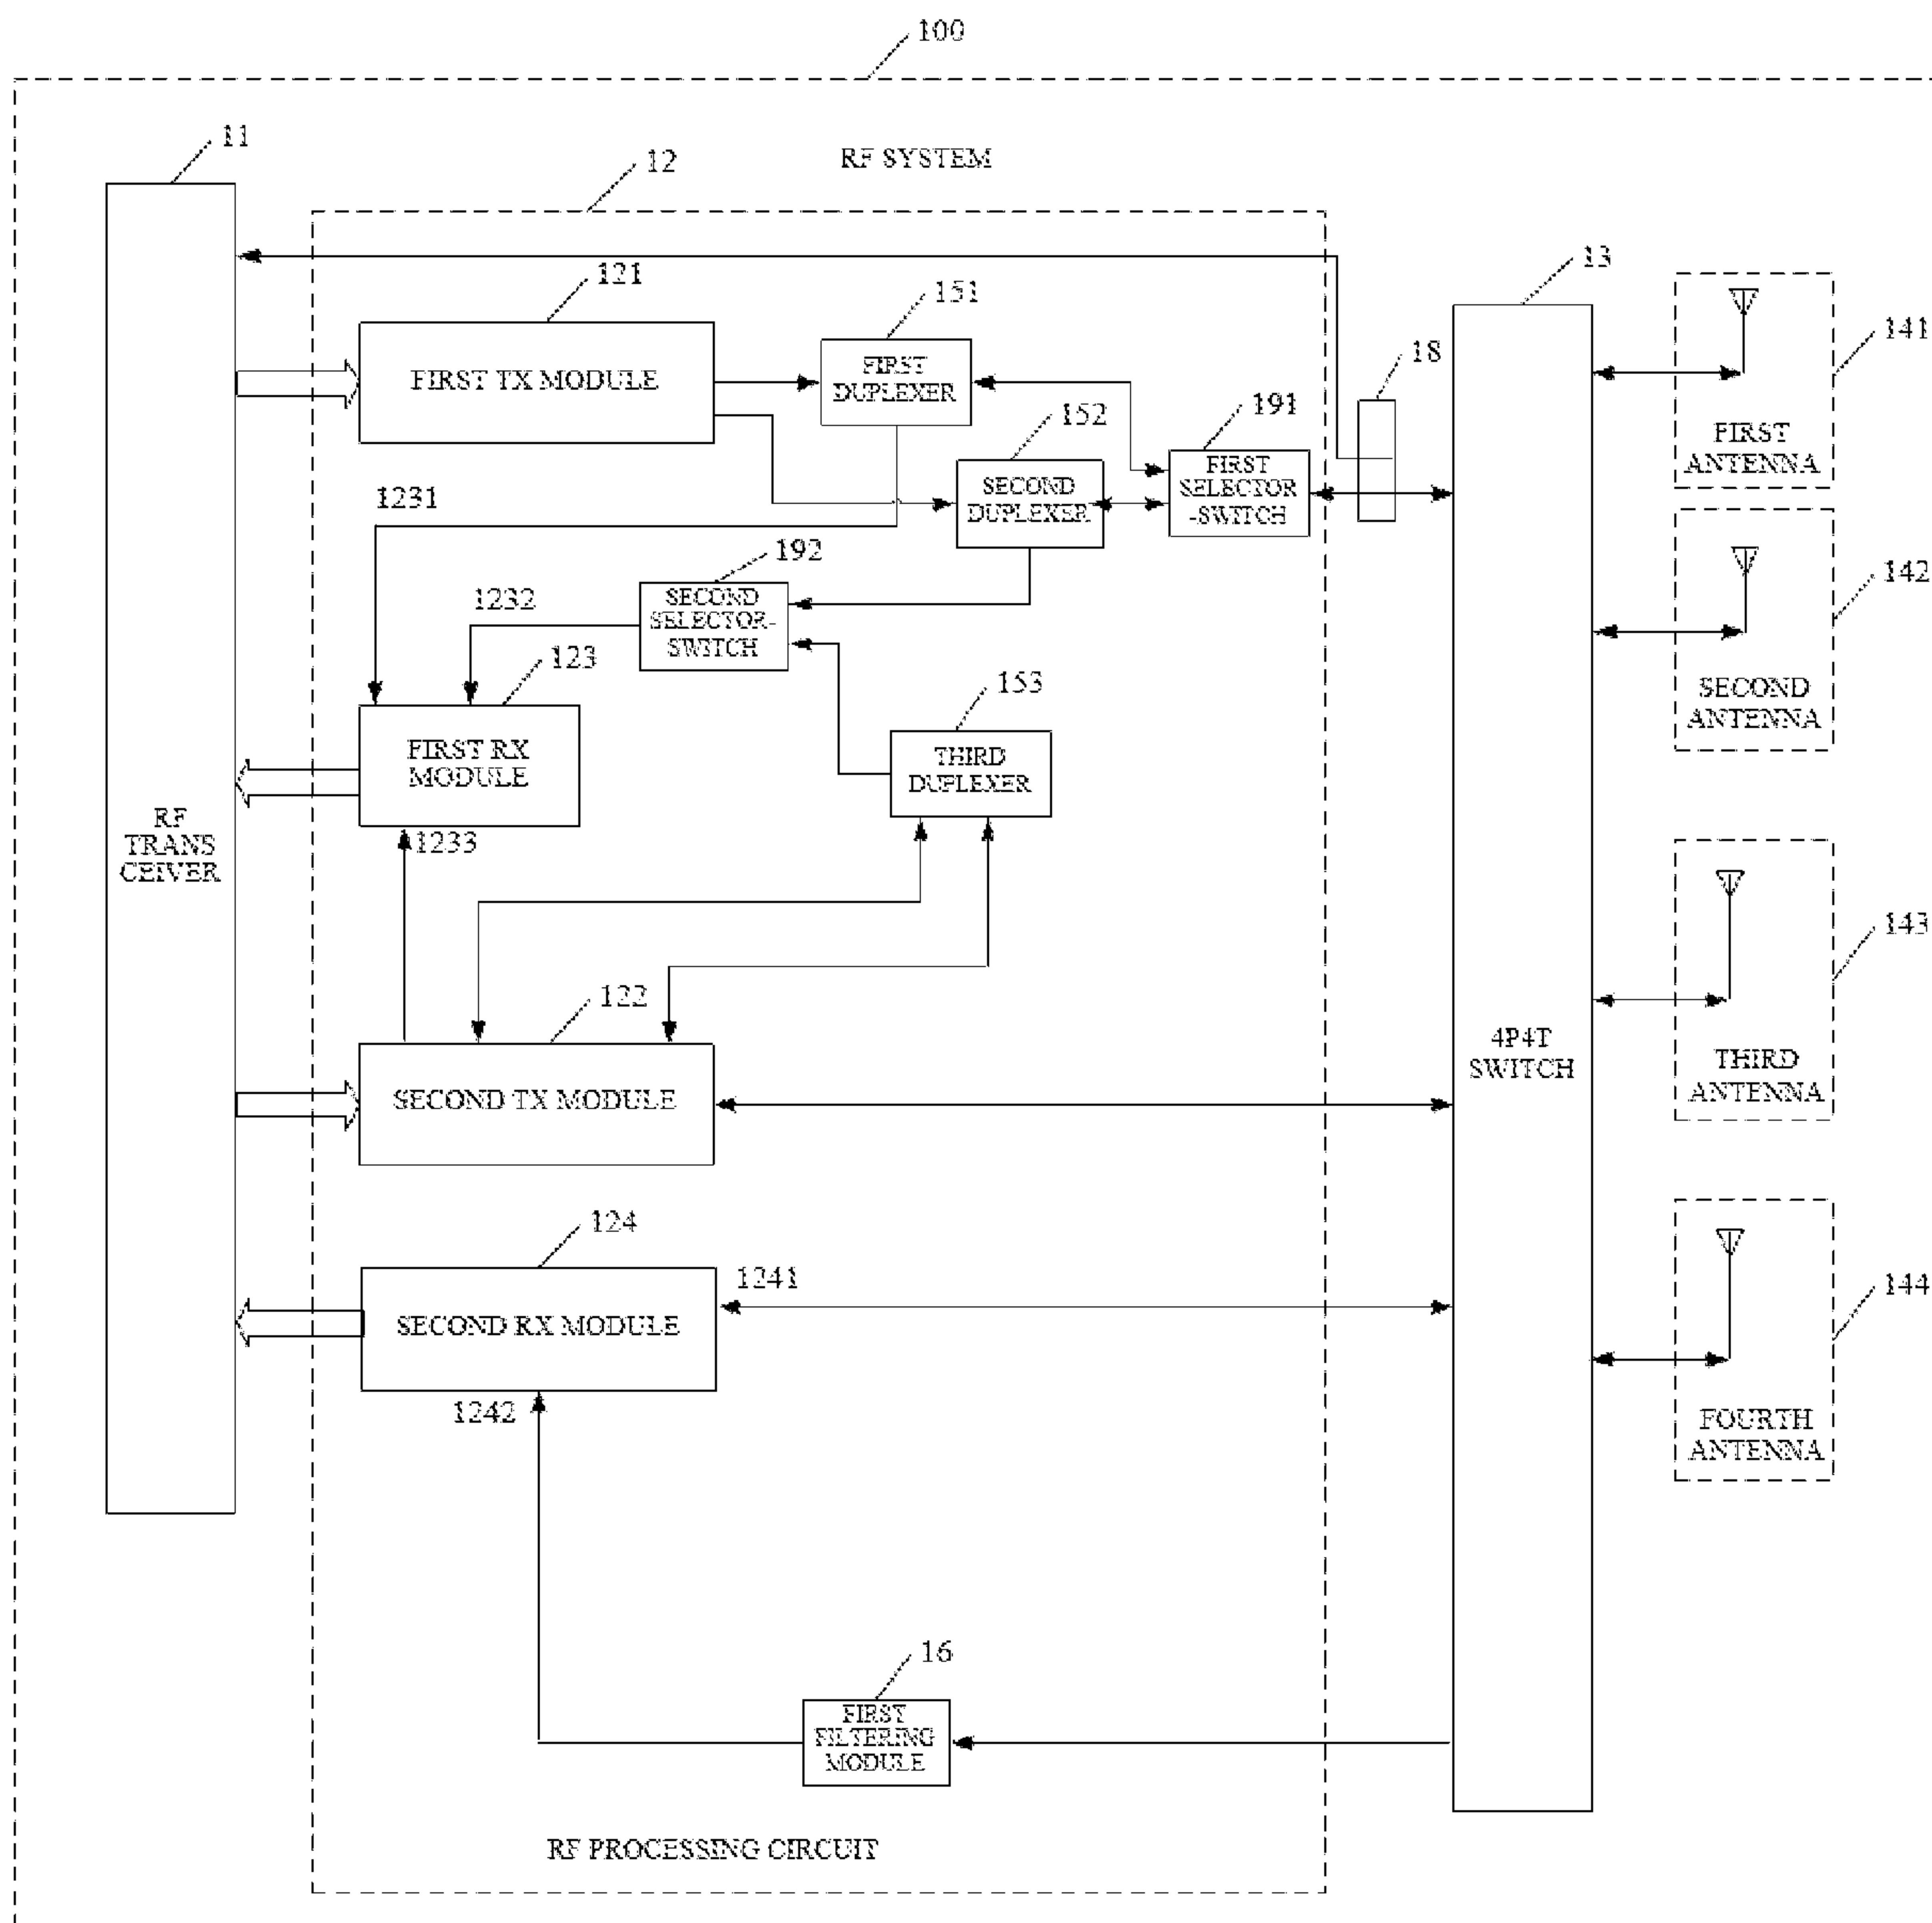 100
11
12
RF SYSTEM
13
121
151
141
FIRST TX MODULE
FIRST
DUPLEXER
18
152
191
FIRST
ANTENNA
FIRST
SELECTOR
-SWITCH
SECOND
DUPLEXER
1231
192
142
1232
SECOND
SELECTOR-
SWITCH
123
153
SECOND
ANTENNA
FIRST RX
MODULE
THIRD
DUPLEXER
RF
TRANS
CEIVER
1233
143
122
4P4T
SWITCH
THIRD
ANTENNA
SECOND TX MODULE
124
1241
144
SECOND RX MODULE
1242
FOURTH
ANTENNA
16
FIRST
FILTERING
MODULE
RF PROCESSING CIRCUIT